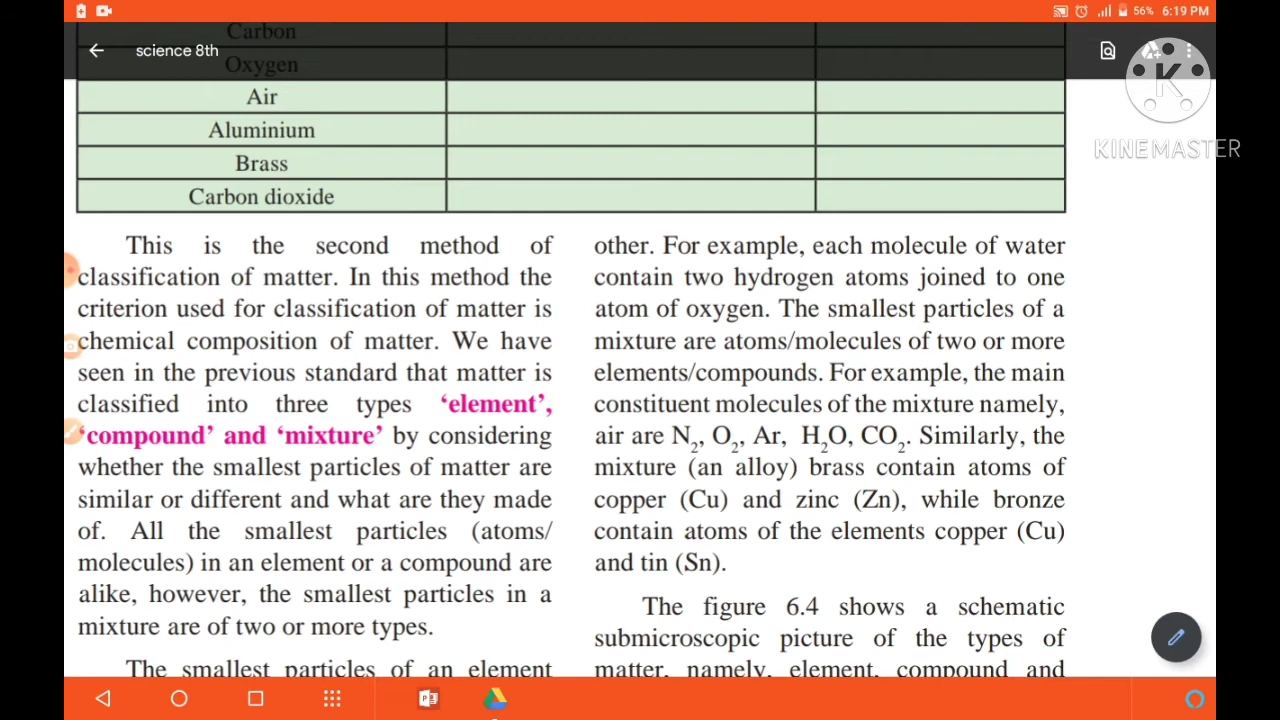 56% 6:19 PM
science 8th
Carbon
Oxygen
Air
Aluminium
Brass
Carbon dioxide
KINEMASTER
This is the second method of
classification of matter. In this method the
criterion used for classification of matter is
chemical composition of matter. We have
seen in the previous standard that matter is
classified into three types ‘element’,
‘compound’ and ‘mixture’ by considering
whether the smallest particles of matter are
similar or different and what are they made
of. All the smallest particles (atoms/
molecules) in an element or a compound are
alike, however, the smallest particles in a
mixture are of two or more types.
The smallest particles of an element
other. For example, each molecule of water
contain two hydrogen atoms joined to one
atom of oxygen. The smallest particles of a
mixture are atoms/molecules of two or more
elements/compounds. For example, the main
constituent molecules of the mixture namely,
air are N₂, O₂, Ar, H₂O, CO₂. Similarly, the
mixture (an alloy) brass contain atoms of
copper (Cu) and zinc (Zn), while bronze
contain atoms of the elements copper (Cu)
and tin (Sn).
The figure 6.4 shows a schematic
submicroscopic picture of the types of
matter, namely, element, compound and